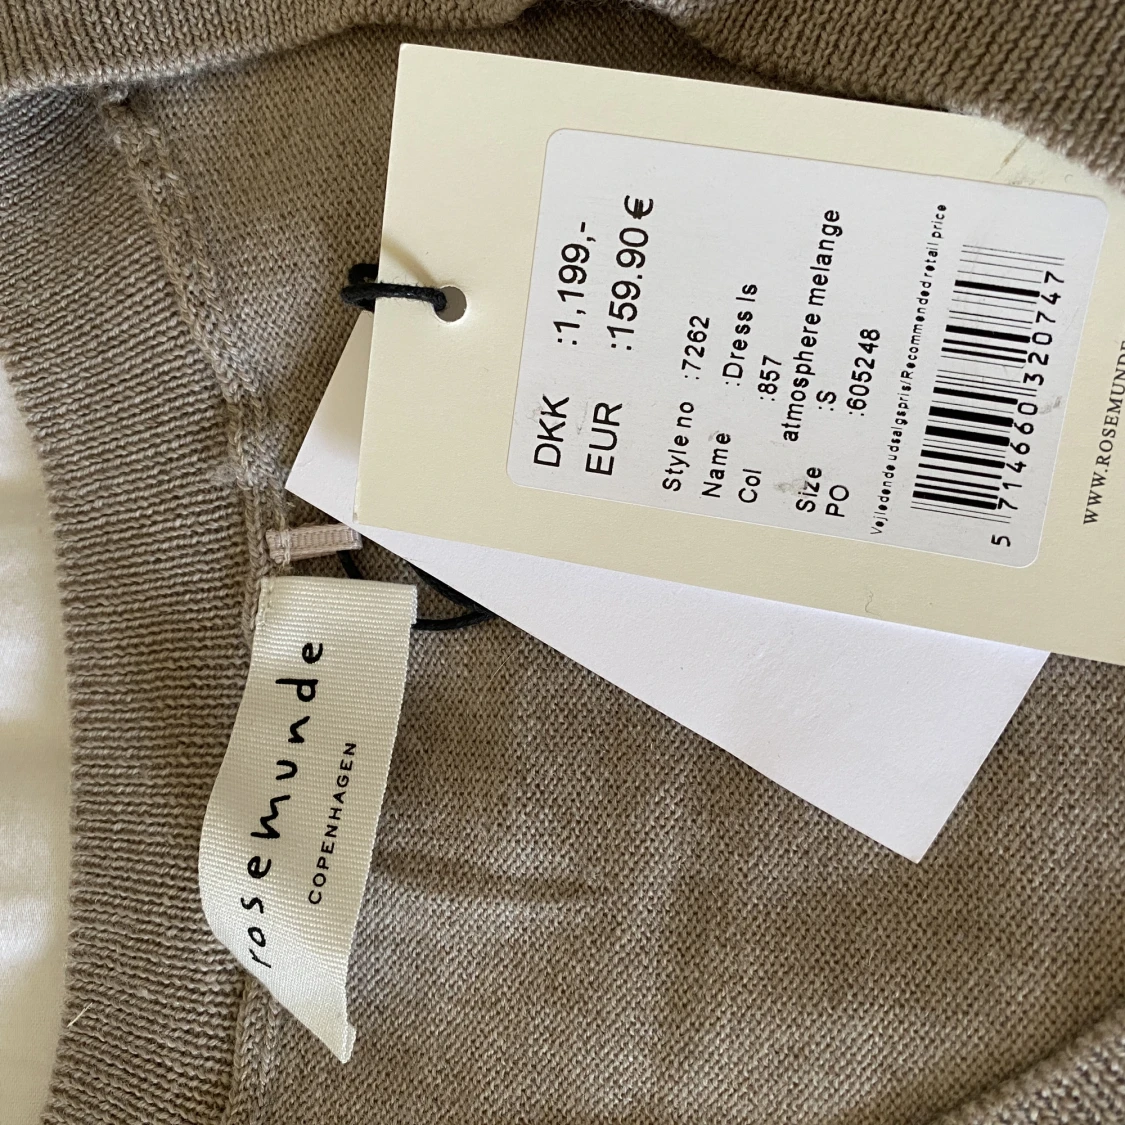 DKK :1,199,-
EUR :159.90€
Style no :7262
Name :Dress ls
Col :857
atmosphere melange
Size :S
PO :605248
Vejledende udsalgspris/Recommended retail price
5 714660 320747
WWW.ROSEMUNDE
rosemunde
COPENHAGEN